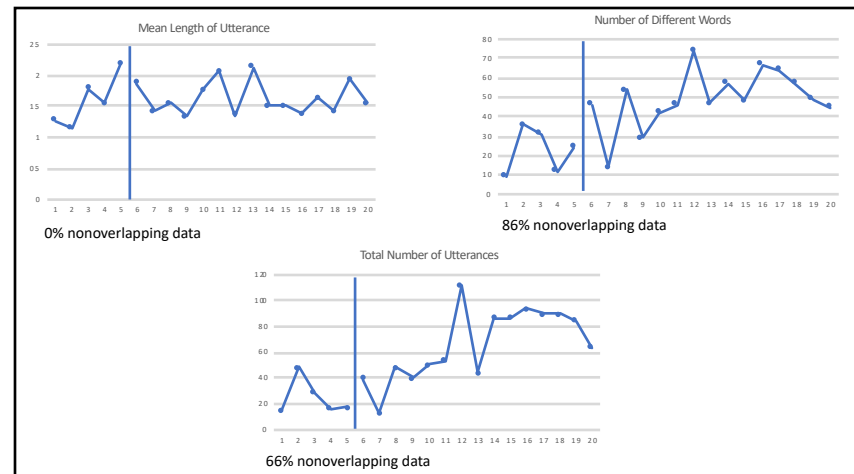 Mean Length of Utterance
25
2
1.5
1
05
0
1 2 3 4 5 6 7 8 9 10 11 12 13 14 15 16 17 18 19 20
0% nonoverlapping data
Number of Different Words
80
70
60
50
40
30
20
10
0
1 2 3 4 5 6 7 8 9 10 11 12 13 14 15 16 17 18 19 20
86% nonoverlapping data
Total Number of Utterances
120
100
80
60
40
20
0
1 2 3 4 5 6 7 8 9 10 11 12 13 14 15 16 17 18 19 20
66% nonoverlapping data